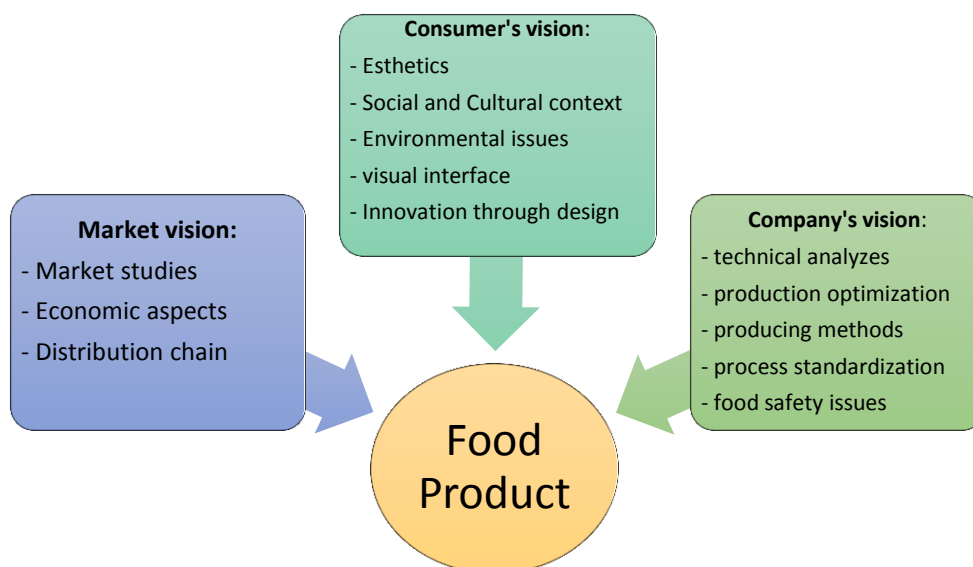 Consumer's vision:
- Esthetics
- Social and Cultural context
- Environmental issues
- visual interface
- Innovation through design
Market vision:
- Market studies
- Economic aspects
- Distribution chain
Company's vision:
- technical analyzes
- production optimization
- producing methods
- process standardization
- food safety issues
Food
Product